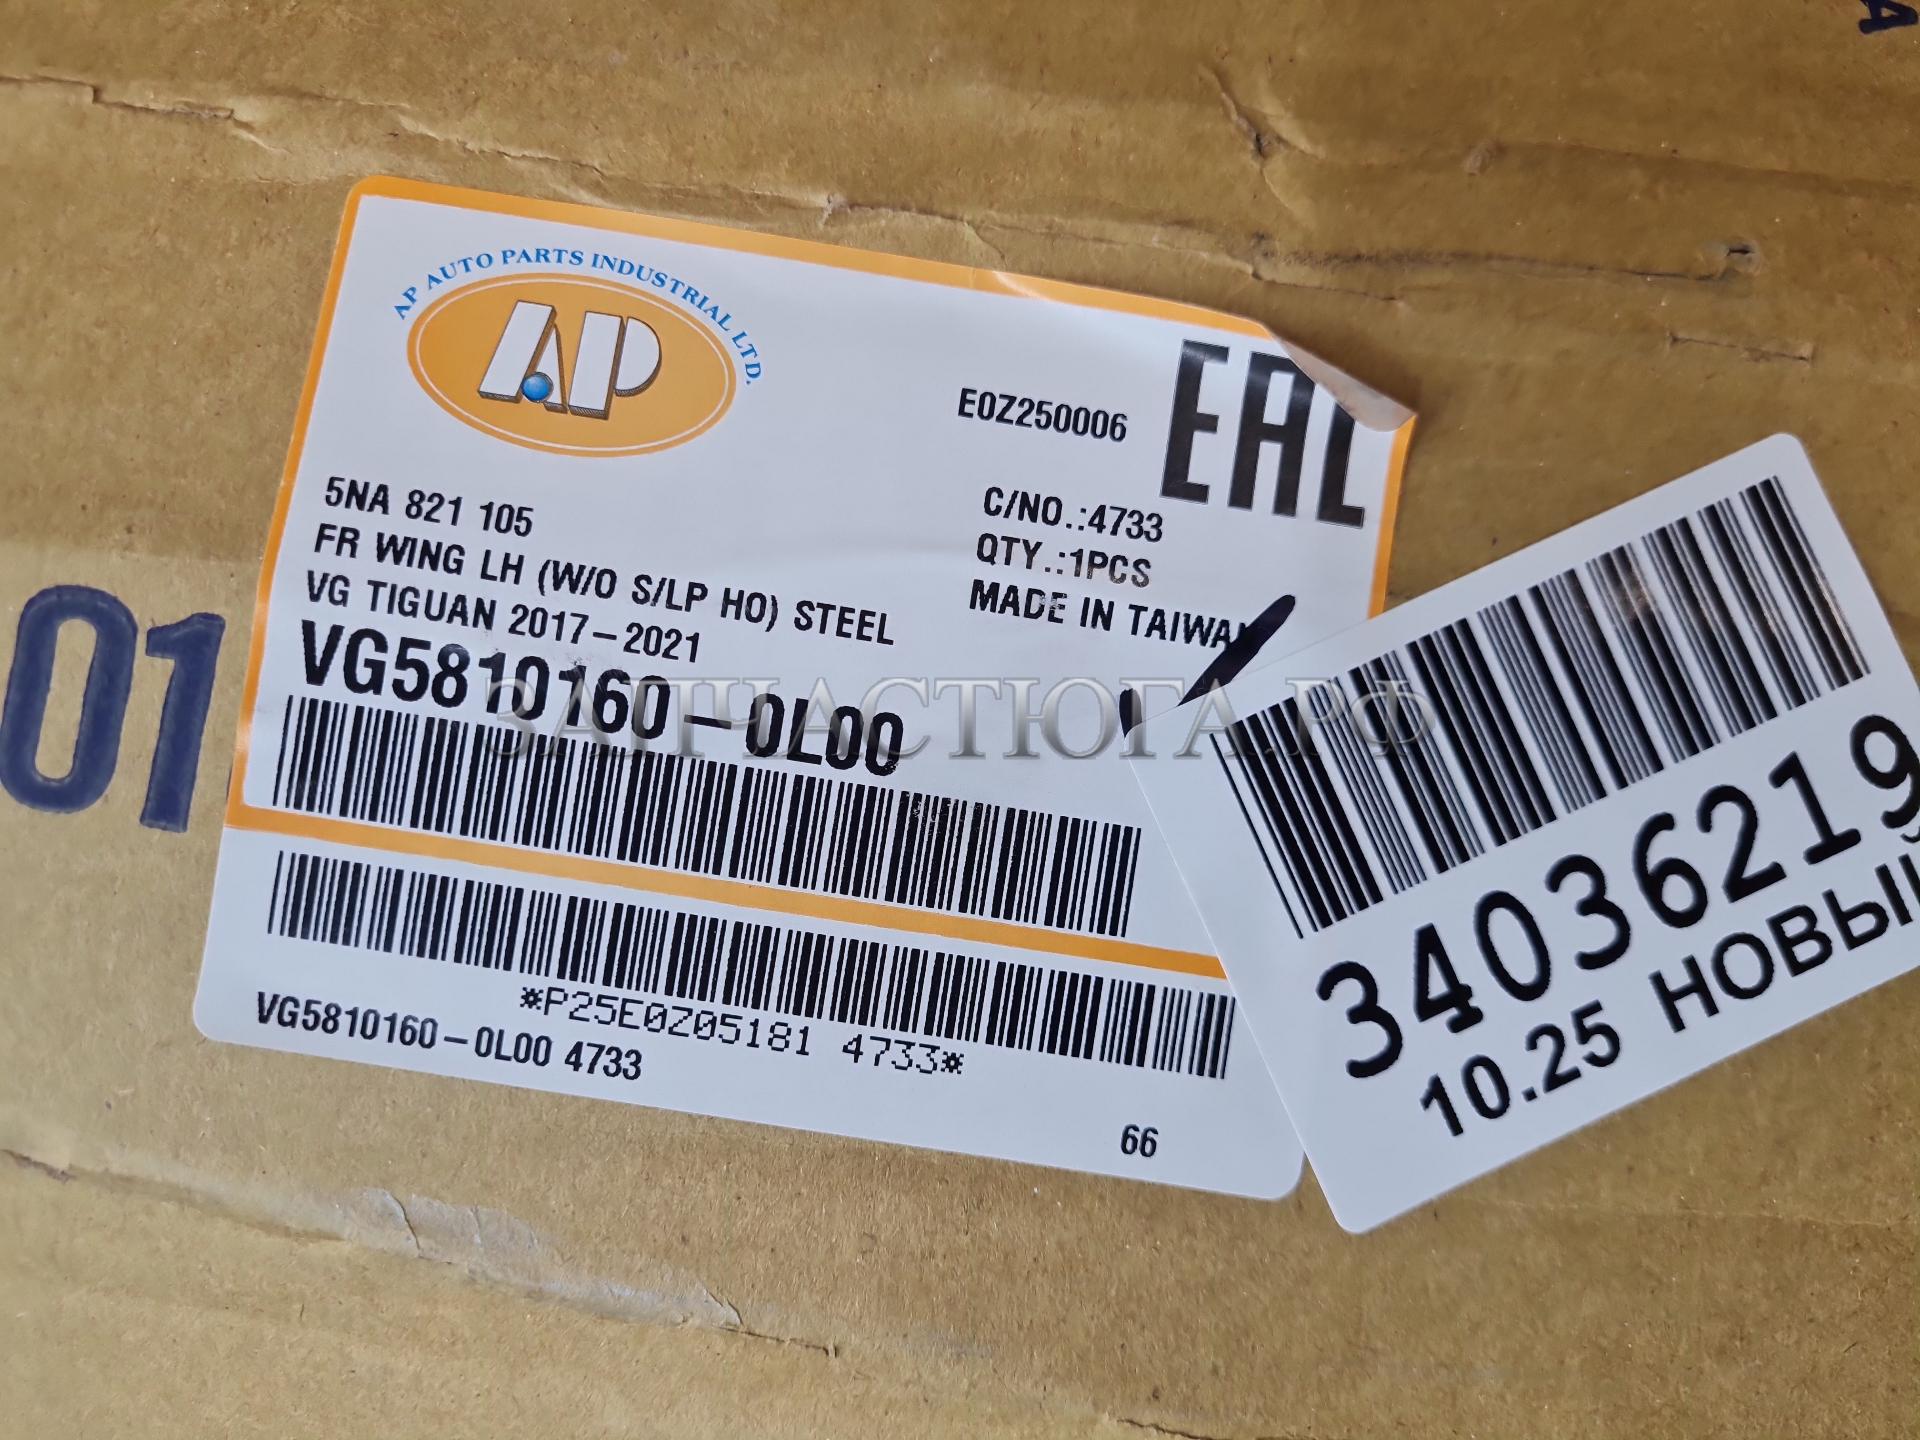 AP AUTO PARTS INDUSTRIAL LTD.
AP
E0Z250006
EAC
5NA 821 105
FR WING LH (W/O S/LP HO) STEEL
VG TIGUAN 2017-2021
C/NO.:4733
QTY.:1PCS
MADE IN TAIWAN
VG5810160-0L00
ЗАПЧАСТЮГА.РФ
01
*P25E0Z05181 4733*
VG5810160-0L00 4733
66
34036219
10.25 НОВЫЙ
A